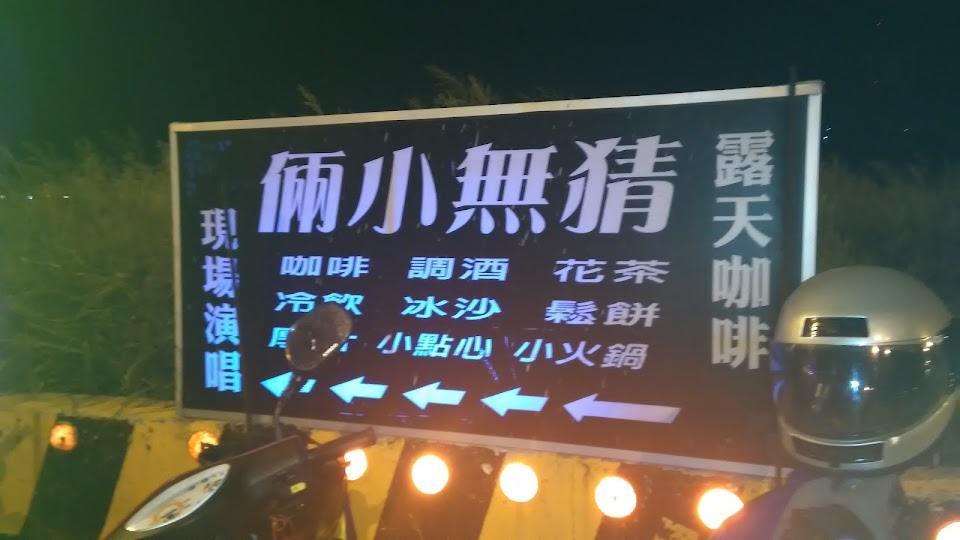 露天咖啡
倆小無猜
現場演唱
咖啡 調酒 花茶
冷飲 冰沙 鬆餅
小點心 小火鍋